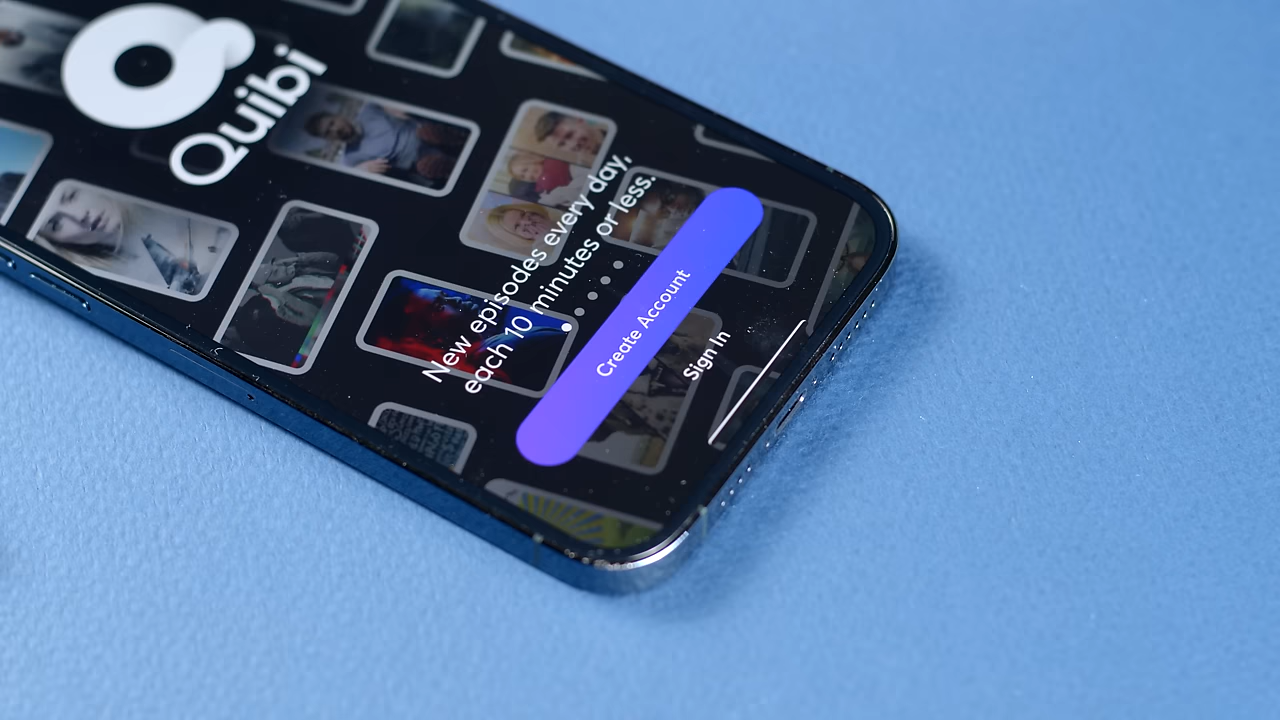 Quibi
New episodes every day,
each 10 minutes or less.
Create Account
Sign In